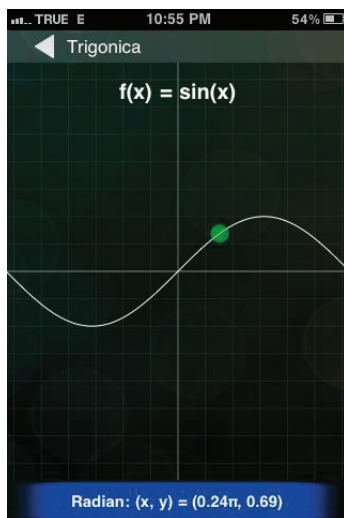 TRUE E 10:55 PM 54%
Trigonica
f(x) = sin(x)
Radian: (x, y) = (0.24π, 0.69)